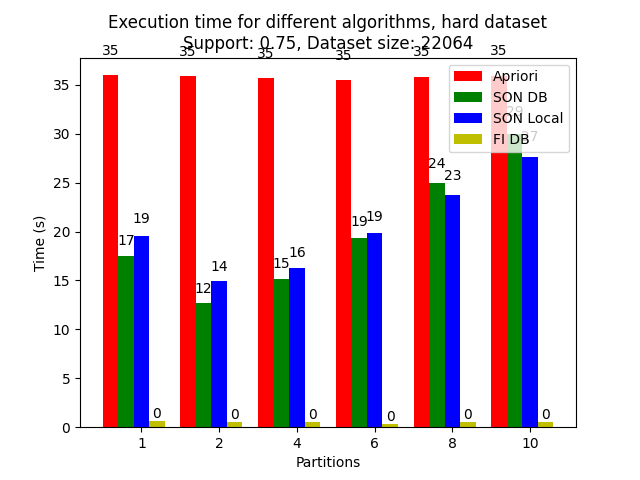 Execution time for different algorithms, hard dataset
Support: 0.75, Dataset size: 22064
35 35 35 35 35 35
Apriori
SON DB
SON Local
FI DB
29
27
24
23
17 19
12 14
15 16
19 19
0 0 0 0 0 0
35
30
25
20
15
10
5
0
Time (s)
1 2 4 6 8 10
Partitions